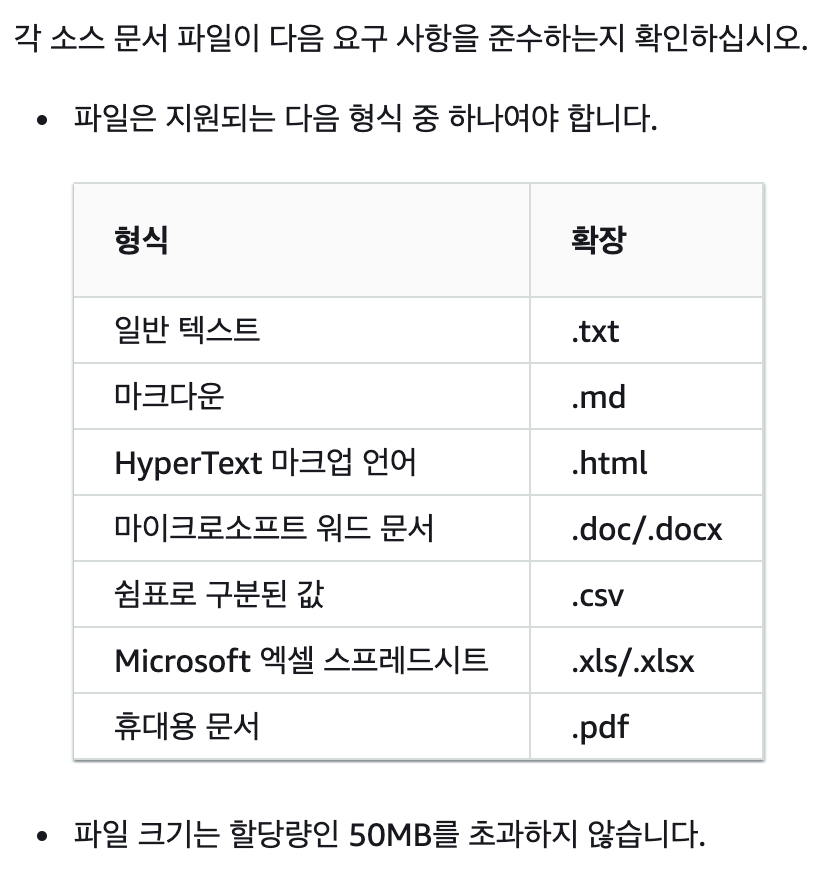 각 소스 문서 파일이 다음 요구 사항을 준수하는지 확인하십시오.
• 파일은 지원되는 다음 형식 중 하나여야 합니다.
형식 확장
일반 텍스트 .txt
마크다운 .md
HyperText 마크업 언어 .html
마이크로소프트 워드 문서 .doc/.docx
쉼표로 구분된 값 .csv
Microsoft 엑셀 스프레드시트 .xls/.xlsx
휴대용 문서 .pdf
• 파일 크기는 할당량인 50MB를 초과하지 않습니다.